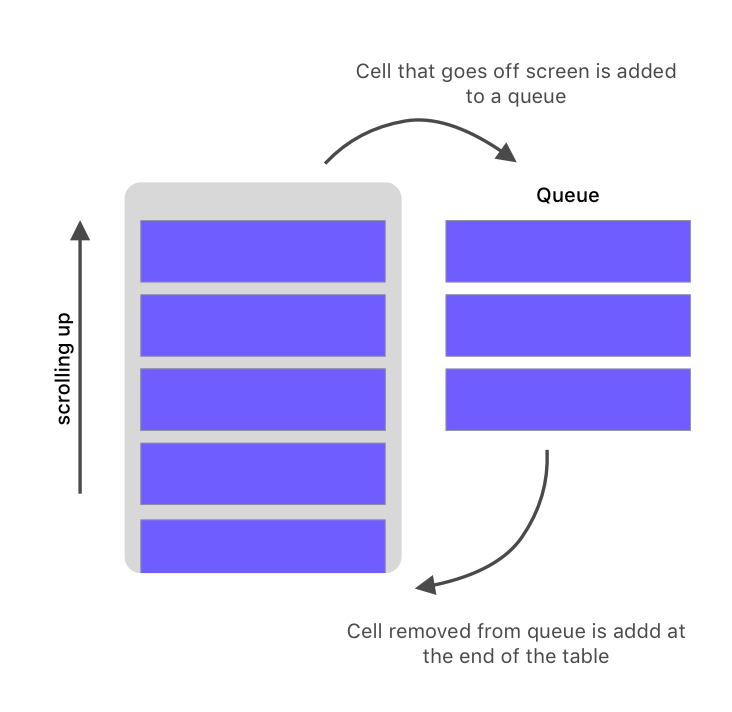 Cell that goes off screen is added
to a queue
Queue
scrolling up
Cell removed from queue is addd at
the end of the table